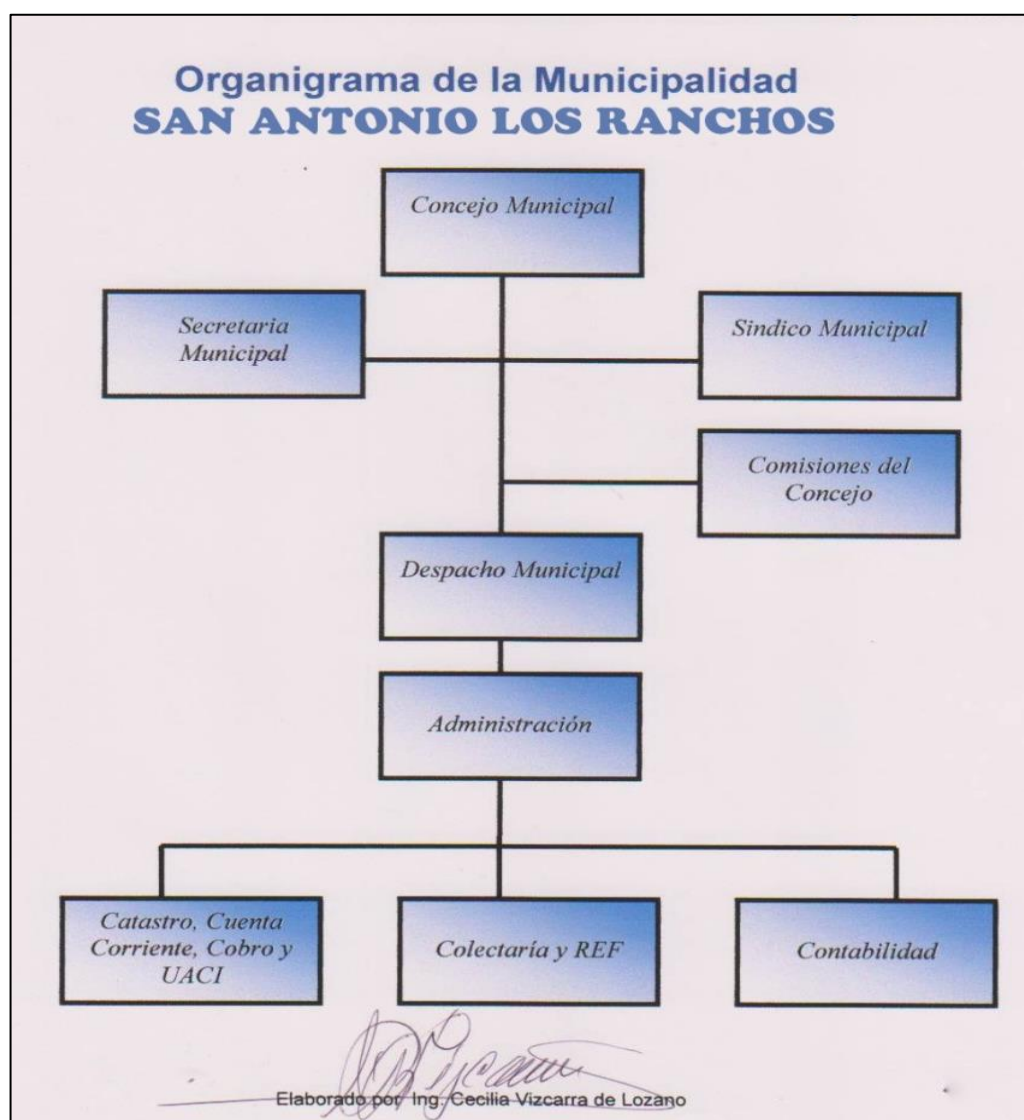 Organigrama de la Municipalidad
SAN ANTONIO LOS RANCHOS
Concejo Municipal
Secretaria
Municipal
Sindico Municipal
Comisiones del
Concejo
Despacho Municipal
Administración
Catastro, Cuenta
Corriente, Cobro y
UACI
Colectaría y REF
Contabilidad
Elaborado por Ing. Cecilia Vizcarra de Lozano